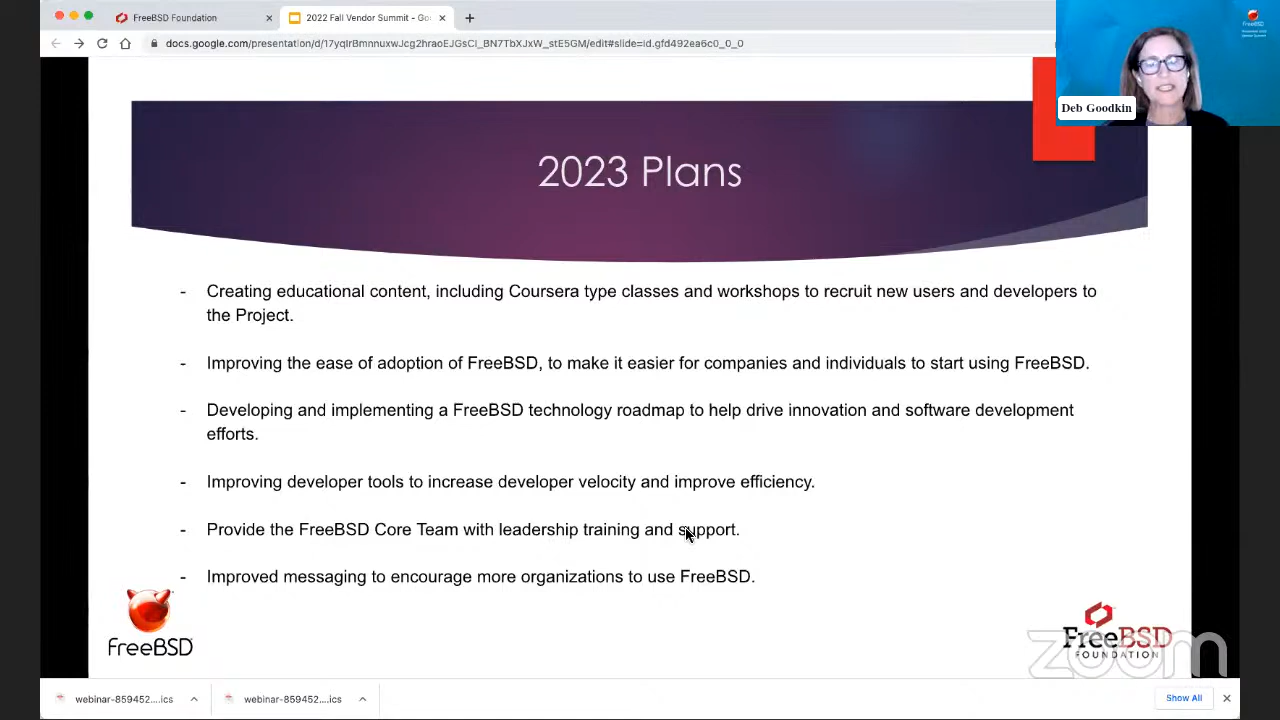 FreeBSD Foundation
2022 Fall Vendor Summit - Go
docs.google.com/presentation/d/17yqIrBmnnuxwJcg2hraoEJGsCl_BN7TbXJxW_stE5GM/edit#slide=id.gfd492ea6c0_0_0
FreeBSD
Deb Goodkin
2023 Plans
- Creating educational content, including Coursera type classes and workshops to recruit new users and developers to
the Project.
- Improving the ease of adoption of FreeBSD, to make it easier for companies and individuals to start using FreeBSD.
- Developing and implementing a FreeBSD technology roadmap to help drive innovation and software development
efforts.
- Improving developer tools to increase developer velocity and improve efficiency.
- Provide the FreeBSD Core Team with leadership training and support.
- Improved messaging to encourage more organizations to use FreeBSD.
FreeBSD
FreeBSD
FOUNDATION
zoom
webinar-859452....ics
webinar-859452....ics
Show All